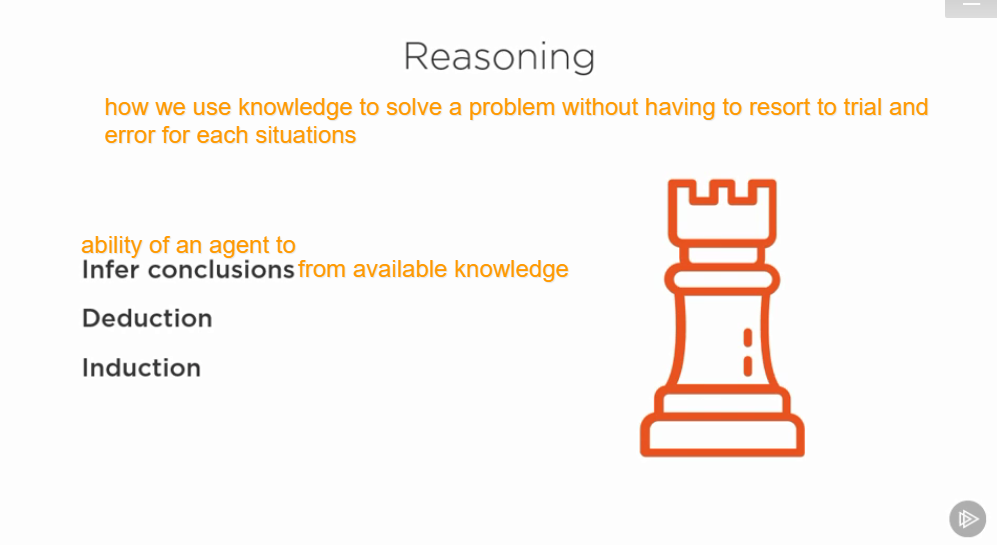 Reasoning
how we use knowledge to solve a problem without having to resort to trial and
error for each situations
ability of an agent to
Infer conclusions from available knowledge
Deduction
Induction